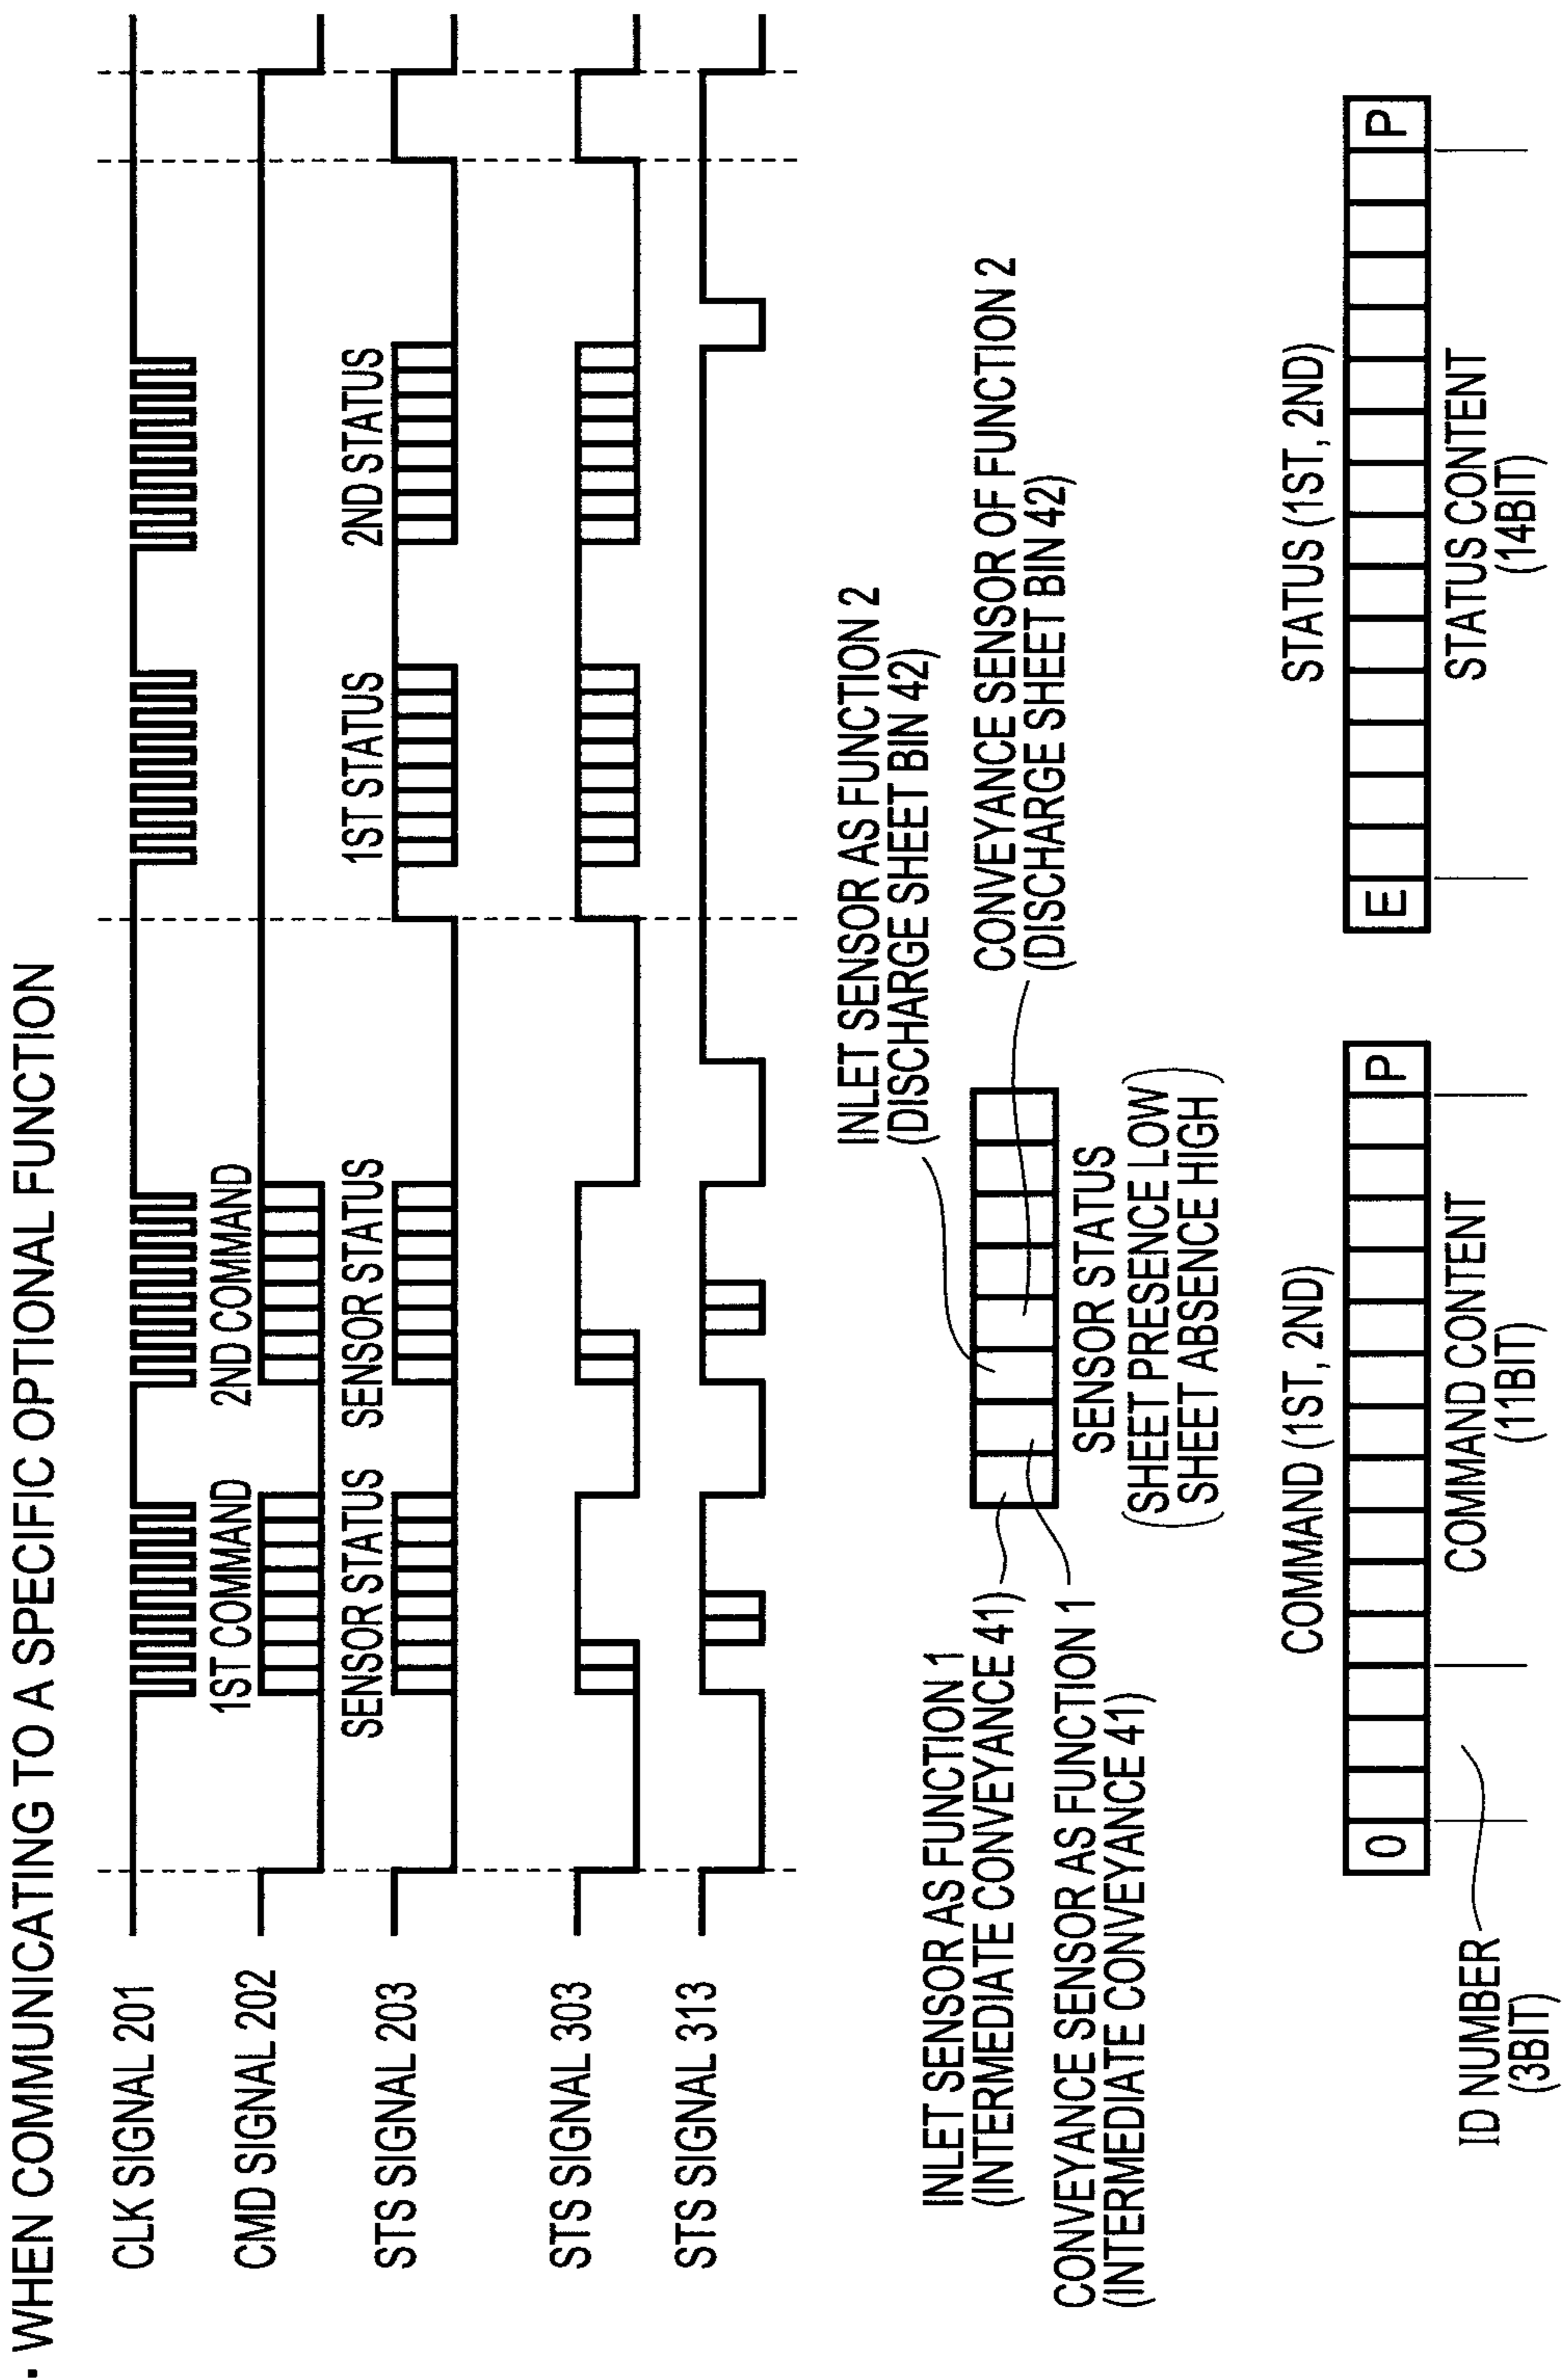 · WHEN COMMUNICATING TO A SPECIFIC OPTIONAL FUNCTION
CLK SIGNAL 201
CMD SIGNAL 202
1ST COMMAND
2ND COMMAND
STS SIGNAL 203
SENSOR STATUS
SENSOR STATUS
1ST STATUS
2ND STATUS
STS SIGNAL 303
STS SIGNAL 313
INLET SENSOR AS FUNCTION 2
(DISCHARGE SHEET BIN 42)
INLET SENSOR AS FUNCTION 1
(INTERMEDIATE CONVEYANCE 41)
CONVEYANCE SENSOR OF FUNCTION 2
(DISCHARGE SHEET BIN 42)
CONVEYANCE SENSOR AS FUNCTION 1
(INTERMEDIATE CONVEYANCE 41)
SENSOR STATUS
(SHEET PRESENCE LOW
SHEET ABSENCE HIGH)
COMMAND (1ST, 2ND)
0
P
ID NUMBER
(3BIT)
COMMAND CONTENT
(11BIT)
STATUS (1ST, 2ND)
E
P
STATUS CONTENT
(14BIT)